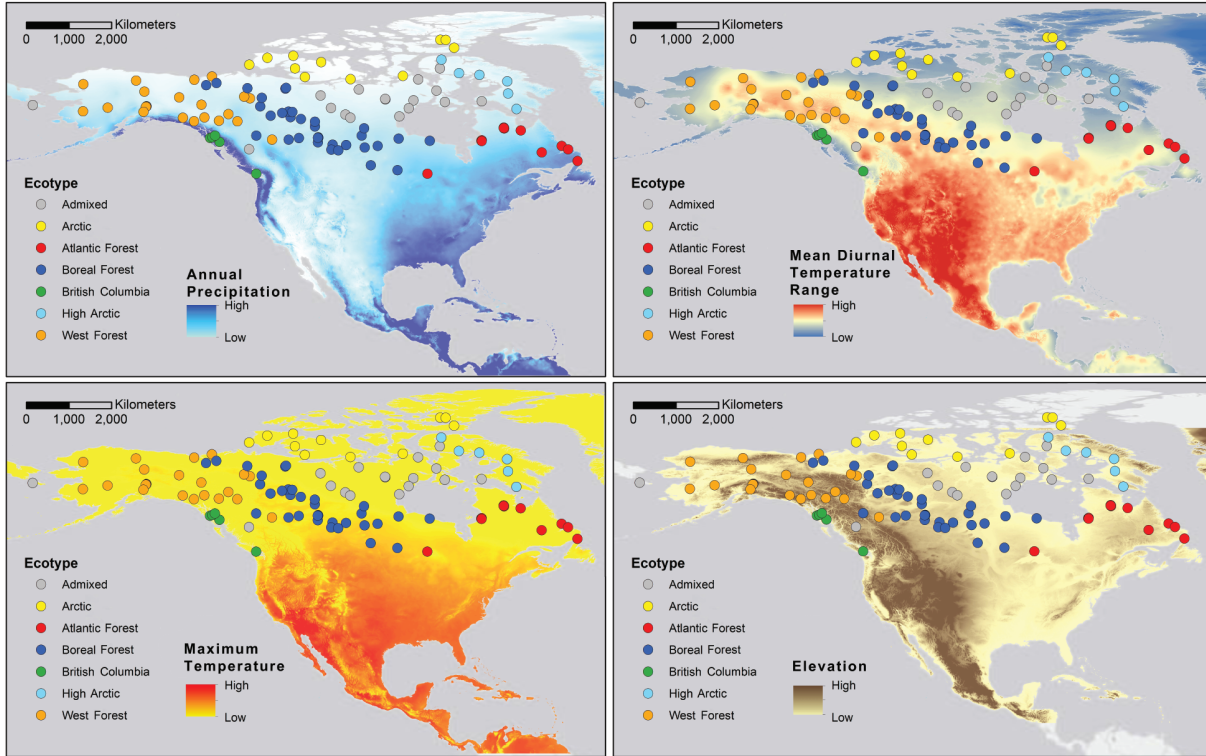 Kilometers
0 1,000 2,000
Ecotype
Admixed
Arctic
Atlantic Forest
Boreal Forest
British Columbia
High Arctic
West Forest
Annual
Precipitation
High
Low
Kilometers
0 1,000 2,000
Ecotype
Admixed
Arctic
Atlantic Forest
Boreal Forest
British Columbia
High Arctic
West Forest
Mean Diurnal
Temperature
Range
High
Low
Kilometers
0 1,000 2,000
Ecotype
Admixed
Arctic
Atlantic Forest
Boreal Forest
British Columbia
High Arctic
West Forest
Maximum
Temperature
High
Low
Kilometers
0 1,000 2,000
Ecotype
Admixed
Arctic
Atlantic Forest
Boreal Forest
British Columbia
High Arctic
West Forest
Elevation
High
Low